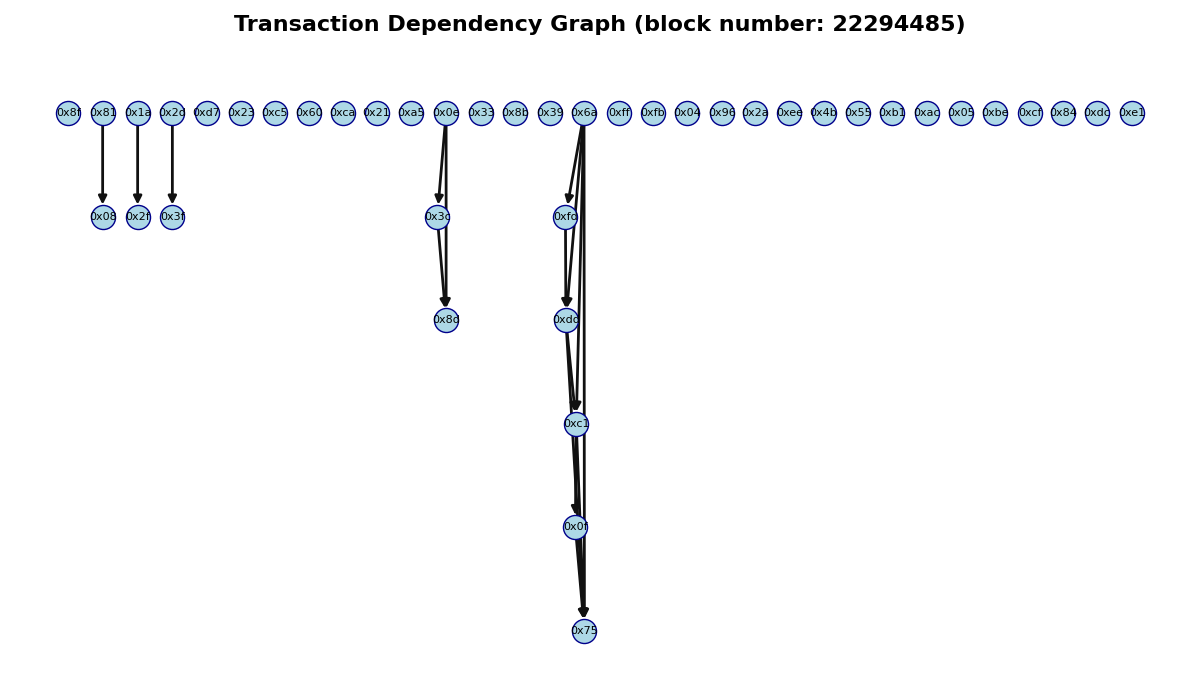 Transaction Dependency Graph (block number: 22294485)
0x8f 0x81 0x1a 0x2d 0xd7 0x23 0xc5 0x60 0xca 0x21 0xa5 0x0e 0x33 0x8b 0x39 0x6a 0xff 0xfb 0x04 0x96 0x2a 0xee 0x4b 0x55 0xb1 0xac 0x05 0xbe 0xcf 0x84 0xdc 0xe1
0x08 0x2f 0x3f 0x3c 0xfc
0x8d 0xdc
0xc1
0x0f
0x75